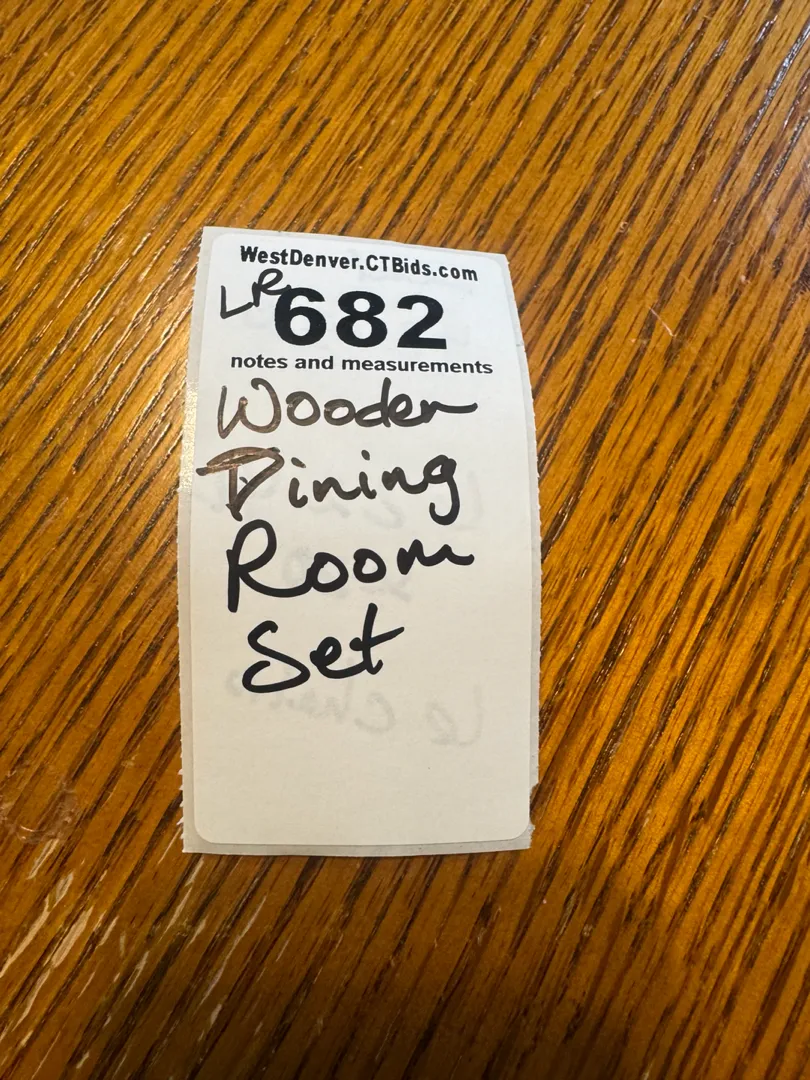 WestDenver.CTBids.com
LR 682
notes and measurements
Wooden
Dining
Room
Set